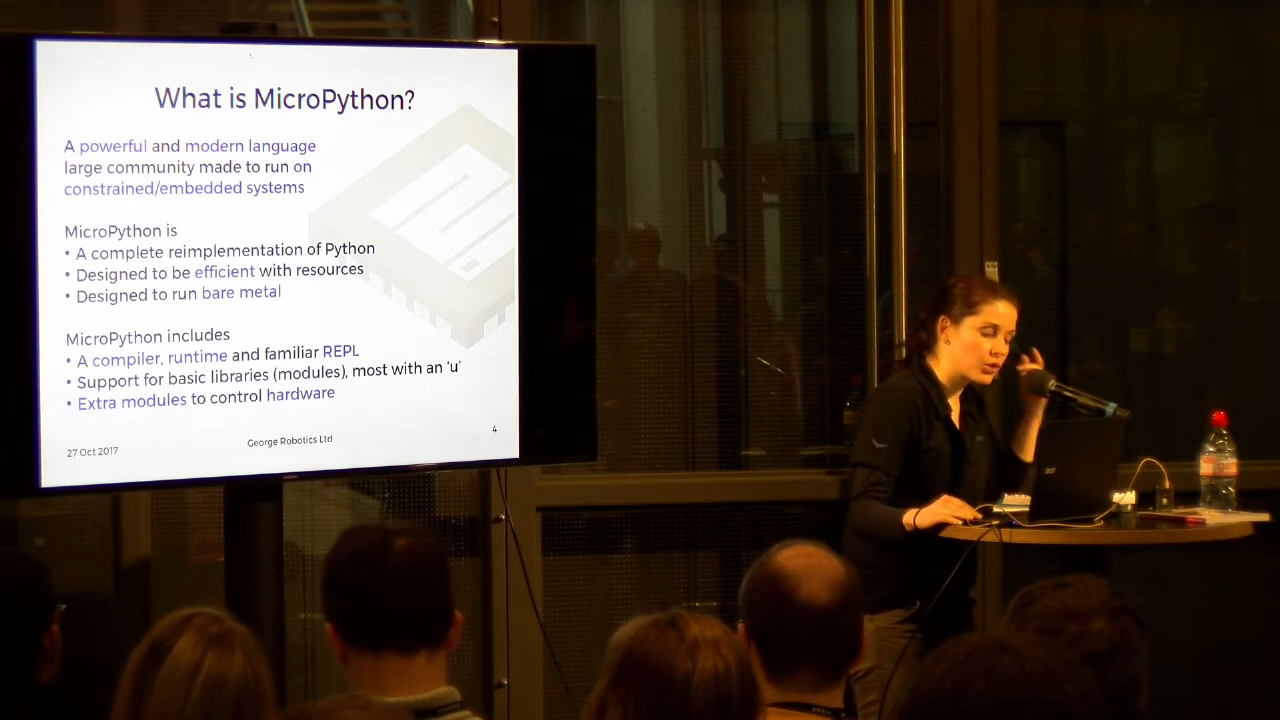 What is MicroPython?
A powerful and modern language
large community made to run on
constrained/embedded systems
MicroPython is
• A complete reimplementation of Python
• Designed to be efficient with resources
• Designed to run bare metal
MicroPython includes
• A compiler, runtime and familiar REPL
• Support for basic libraries (modules), most with an ‘u’
• Extra modules to control hardware
27 Oct 2017
George Robotics Ltd
4
acer